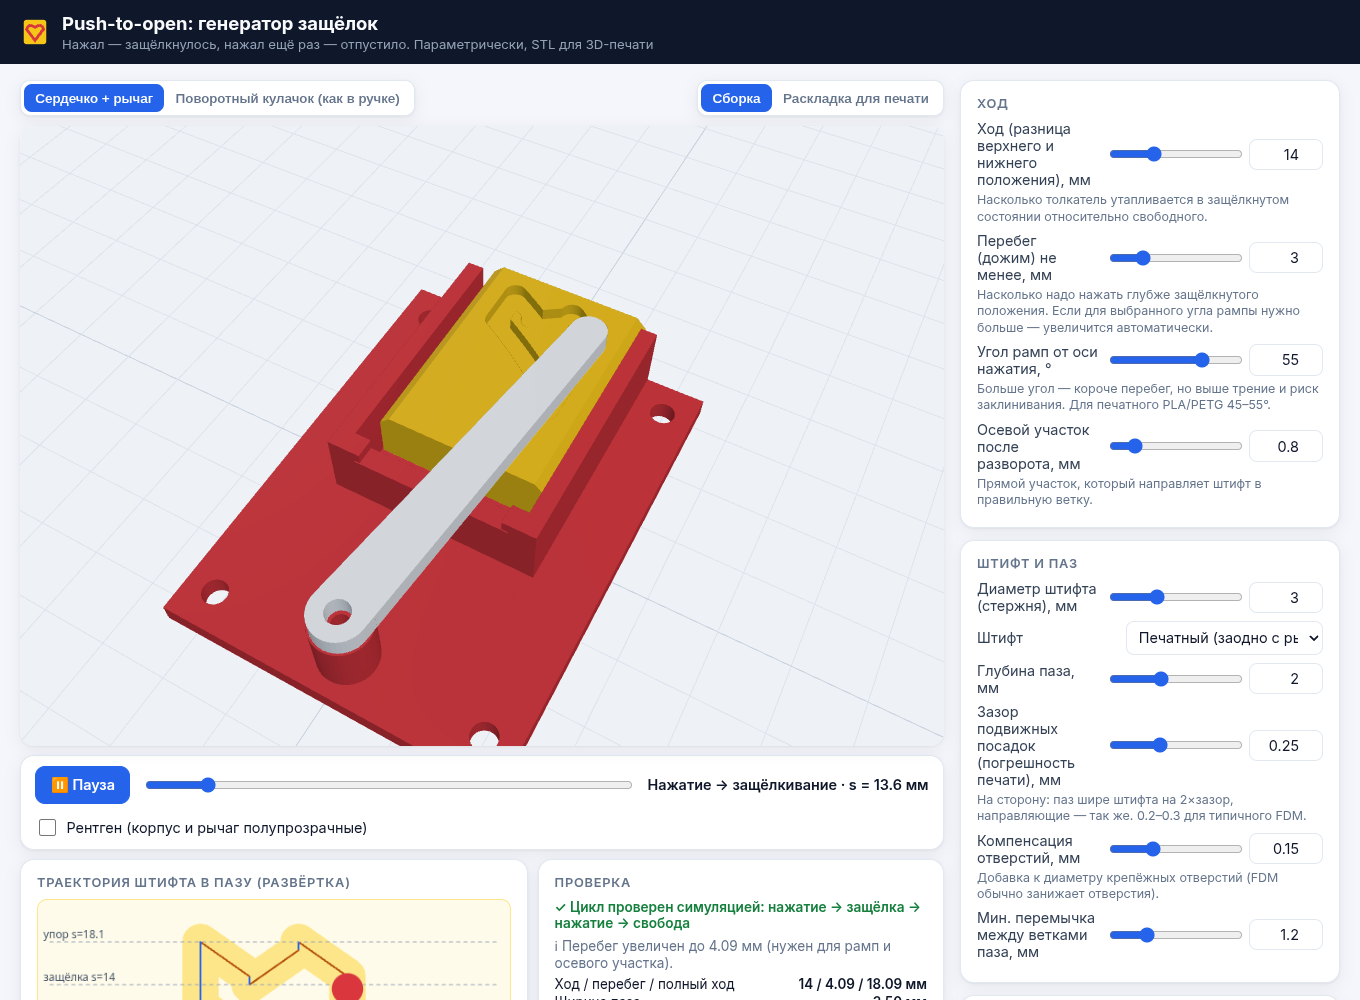 Push-to-open: генератор защёлок
Нажал — защёлкнулось, нажал ещё раз — отпустило. Параметрически, STL для 3D-печати
Сердечко + рычаг
Поворотный кулачок (как в ручке)
Сборка
Раскладка для печати
Пауза
Нажатие → защёлкивание · s = 13.6 мм
Рентген (корпус и рычаг полупрозрачные)
ТРАЕКТОРИЯ ШТИФТА В ПАЗУ (РАЗВЁРТКА)
упор s=18.1
защёлка s=14
ПРОВЕРКА
✓ Цикл проверен симуляцией: нажатие → защёлка →
нажатие → свобода
i Перебег увеличен до 4.09 мм (нужен для рамп и
осевого участка).
Ход / перебег / полный ход
14 / 4.09 / 18.09 мм
ХОД
Ход (разница
верхнего и
нижнего
положения), мм
14
Насколько толкатель утапливается в защёлкнутом
состоянии относительно свободного.
Перебег
(дожим) не
менее, мм
3
Насколько надо нажать глубже защёлкнутого
положения. Если для выбранного угла рампы нужно
больше — увеличится автоматически.
Угол рамп от оси
нажатия, °
55
Больше угол — короче перебег, но выше трение и риск
заклинивания. Для печатного PLA/PETG 45–55°.
Осевой участок
после
разворота, мм
0.8
Прямой участок, который направляет штифт в
правильную ветку.
ШТИФТ И ПАЗ
Диаметр штифта
(стержня), мм
3
Штифт
Печатный (заодно с ры
Глубина паза,
мм
2
Зазор
подвижных
посадок
(погрешность
печати), мм
0.25
На сторону: паз шире штифта на 2×зазор,
направляющие — так же. 0.2–0.3 для типичного FDM.
Компенсация
отверстий, мм
0.15
Добавка к диаметру крепёжных отверстий (FDM
обычно занижает отверстия).
Мин. перемычка
между ветками
паза, мм
1.2